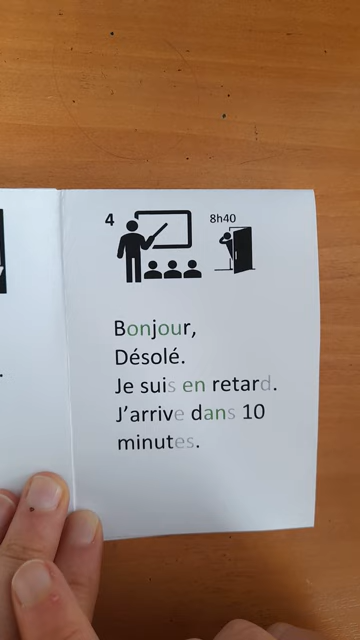 4
8h40
Bonjour,
Désolé.
Je suis en retard.
J'arrive dans 10
minutes.